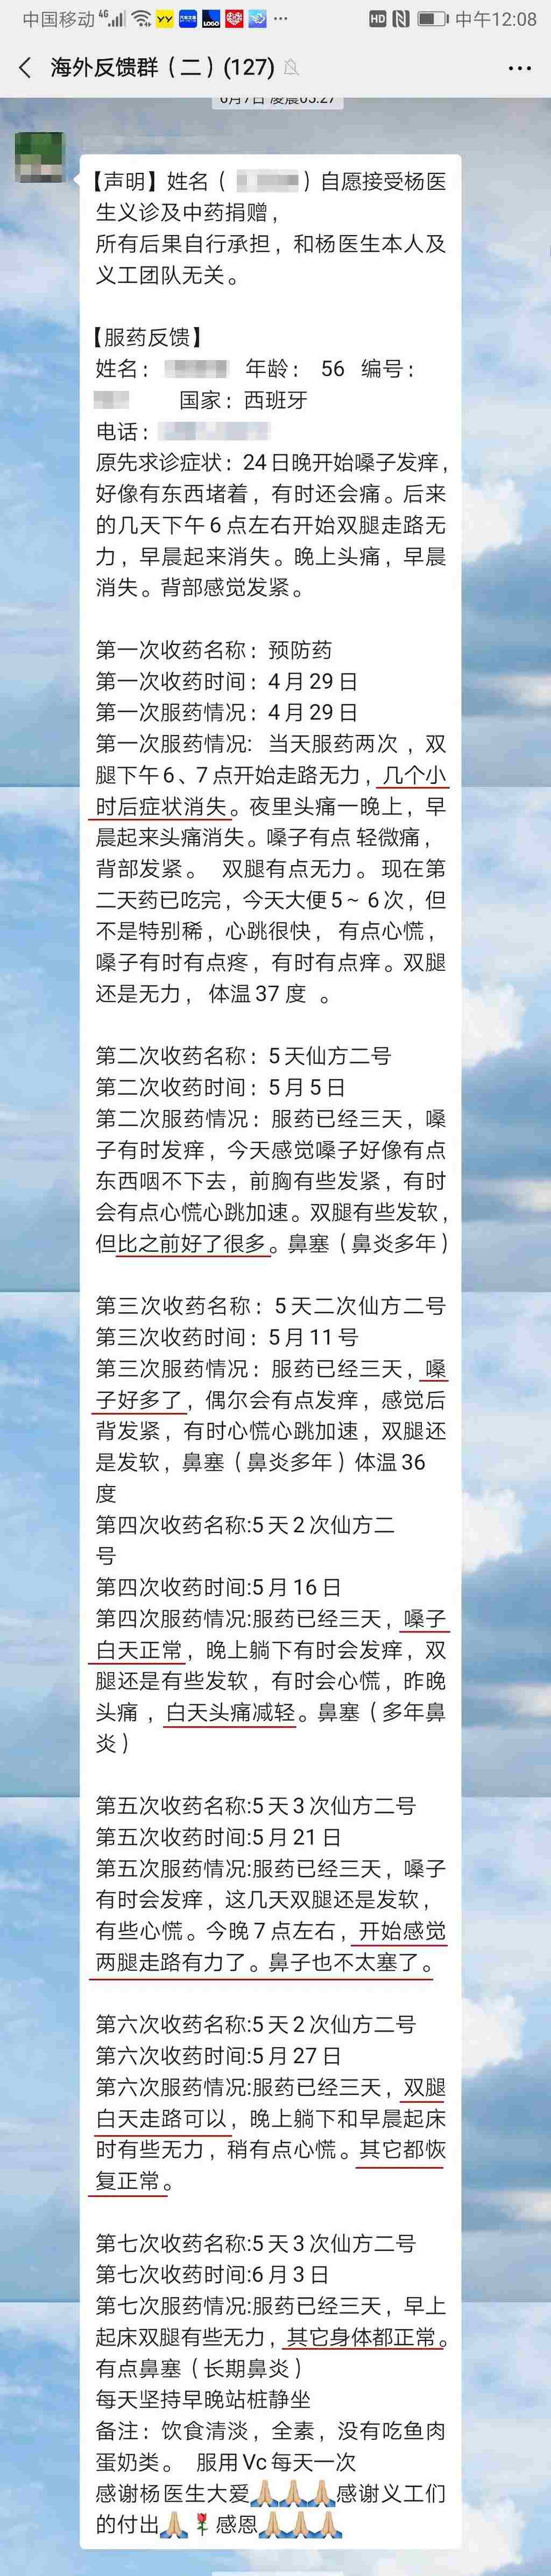 中国移动 4G YY LOGO ... HD 中午12:08
海外反馈群（二）(127)
6月7日 凌晨05:27
【声明】姓名（ ）自愿接受杨医
生义诊及中药捐赠，
所有后果自行承担，和杨医生本人及
义工团队无关。
【服药反馈】
姓名： 年龄： 56 编号：
国家：西班牙
电话：
原先求诊症状：24日晚开始嗓子发痒，
好像有东西堵着，有时还会痛。后来
的几天下午6点左右开始双腿走路无
力，早晨起来消失。晚上头痛，早晨
消失。背部感觉发紧。
第一次收药名称：预防药
第一次收药时间：4月29日
第一次服药情况：4月29日
第一次服药情况: 当天服药两次，双
腿下午6、7点开始走路无力，几个小
时后症状消失。夜里头痛一晚上，早
晨起来头痛消失。嗓子有点 轻微痛，
背部发紧。 双腿有点无力。现在第
二天药已吃完，今天大便5~ 6次，但
不是特别稀，心跳很快， 有点心慌，
嗓子有时有点疼，有时有点痒。双腿
还是无力， 体温37 度 。
第二次收药名称：5天仙方二号
第二次收药时间：5月5日
第二次服药情况：服药已经三天，嗓
子有时发痒，今天感觉嗓子好像有点
东西咽不下去，前胸有些发紧，有时
会有点心慌心跳加速。双腿有些发软，
但比之前好了很多。鼻塞（鼻炎多年）
第三次收药名称：5天二次仙方二号
第三次收药时间：5月11号
第三次服药情况：服药已经三天，嗓
子好多了，偶尔会有点发痒，感觉后
背发紧，有时心慌心跳加速，双腿还
是发软，鼻塞（鼻炎多年）体温36
度
第四次收药名称:5天2次仙方二
号
第四次收药时间:5月16日
第四次服药情况:服药已经三天，嗓子
白天正常，晚上躺下有时会发痒，双
腿还是有些发软，有时会心慌，昨晚
头痛，白天头痛减轻。鼻塞（多年鼻
炎）
第五次收药名称:5天3次仙方二号
第五次收药时间:5月21日
第五次服药情况:服药已经三天，嗓子
有时会发痒，这几天双腿还是发软，
有些心慌。今晚7点左右，开始感觉
两腿走路有力了。鼻子也不太塞了。
第六次收药名称:5天2次仙方二号
第六次收药时间:5月27日
第六次服药情况:服药已经三天，双腿
白天走路可以，晚上躺下和早晨起床
时有些无力，稍有点心慌。其它都恢
复正常。
第七次收药名称:5天3次仙方二号
第七次收药时间:6月3日
第七次服药情况:服药已经三天，早上
起床双腿有些无力，其它身体都正常。
有点鼻塞（长期鼻炎）
每天坚持早晚站桩静坐
备注：饮食清淡，全素，没有吃鱼肉
蛋奶类。 服用Vc每天一次
感谢杨医生大爱🙏🙏🙏感谢义工们
的付出🙏🌹感恩🙏🙏🙏